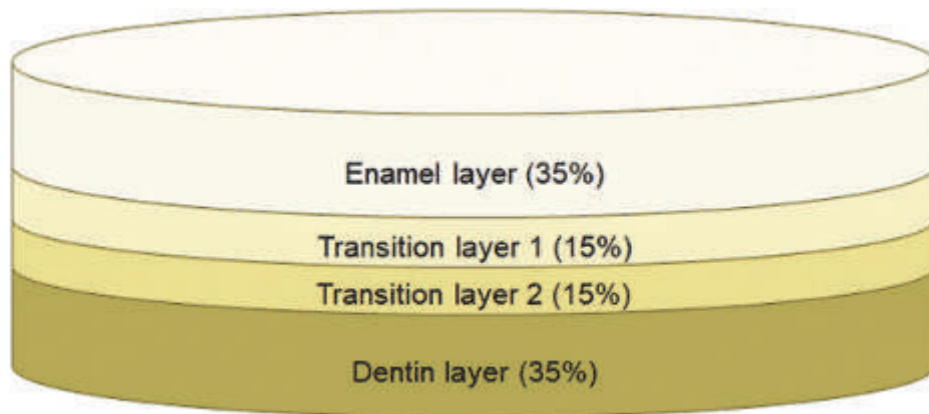 Enamel layer (35%)
Transition layer 1 (15%)
Transition layer 2 (15%)
Dentin layer (35%)